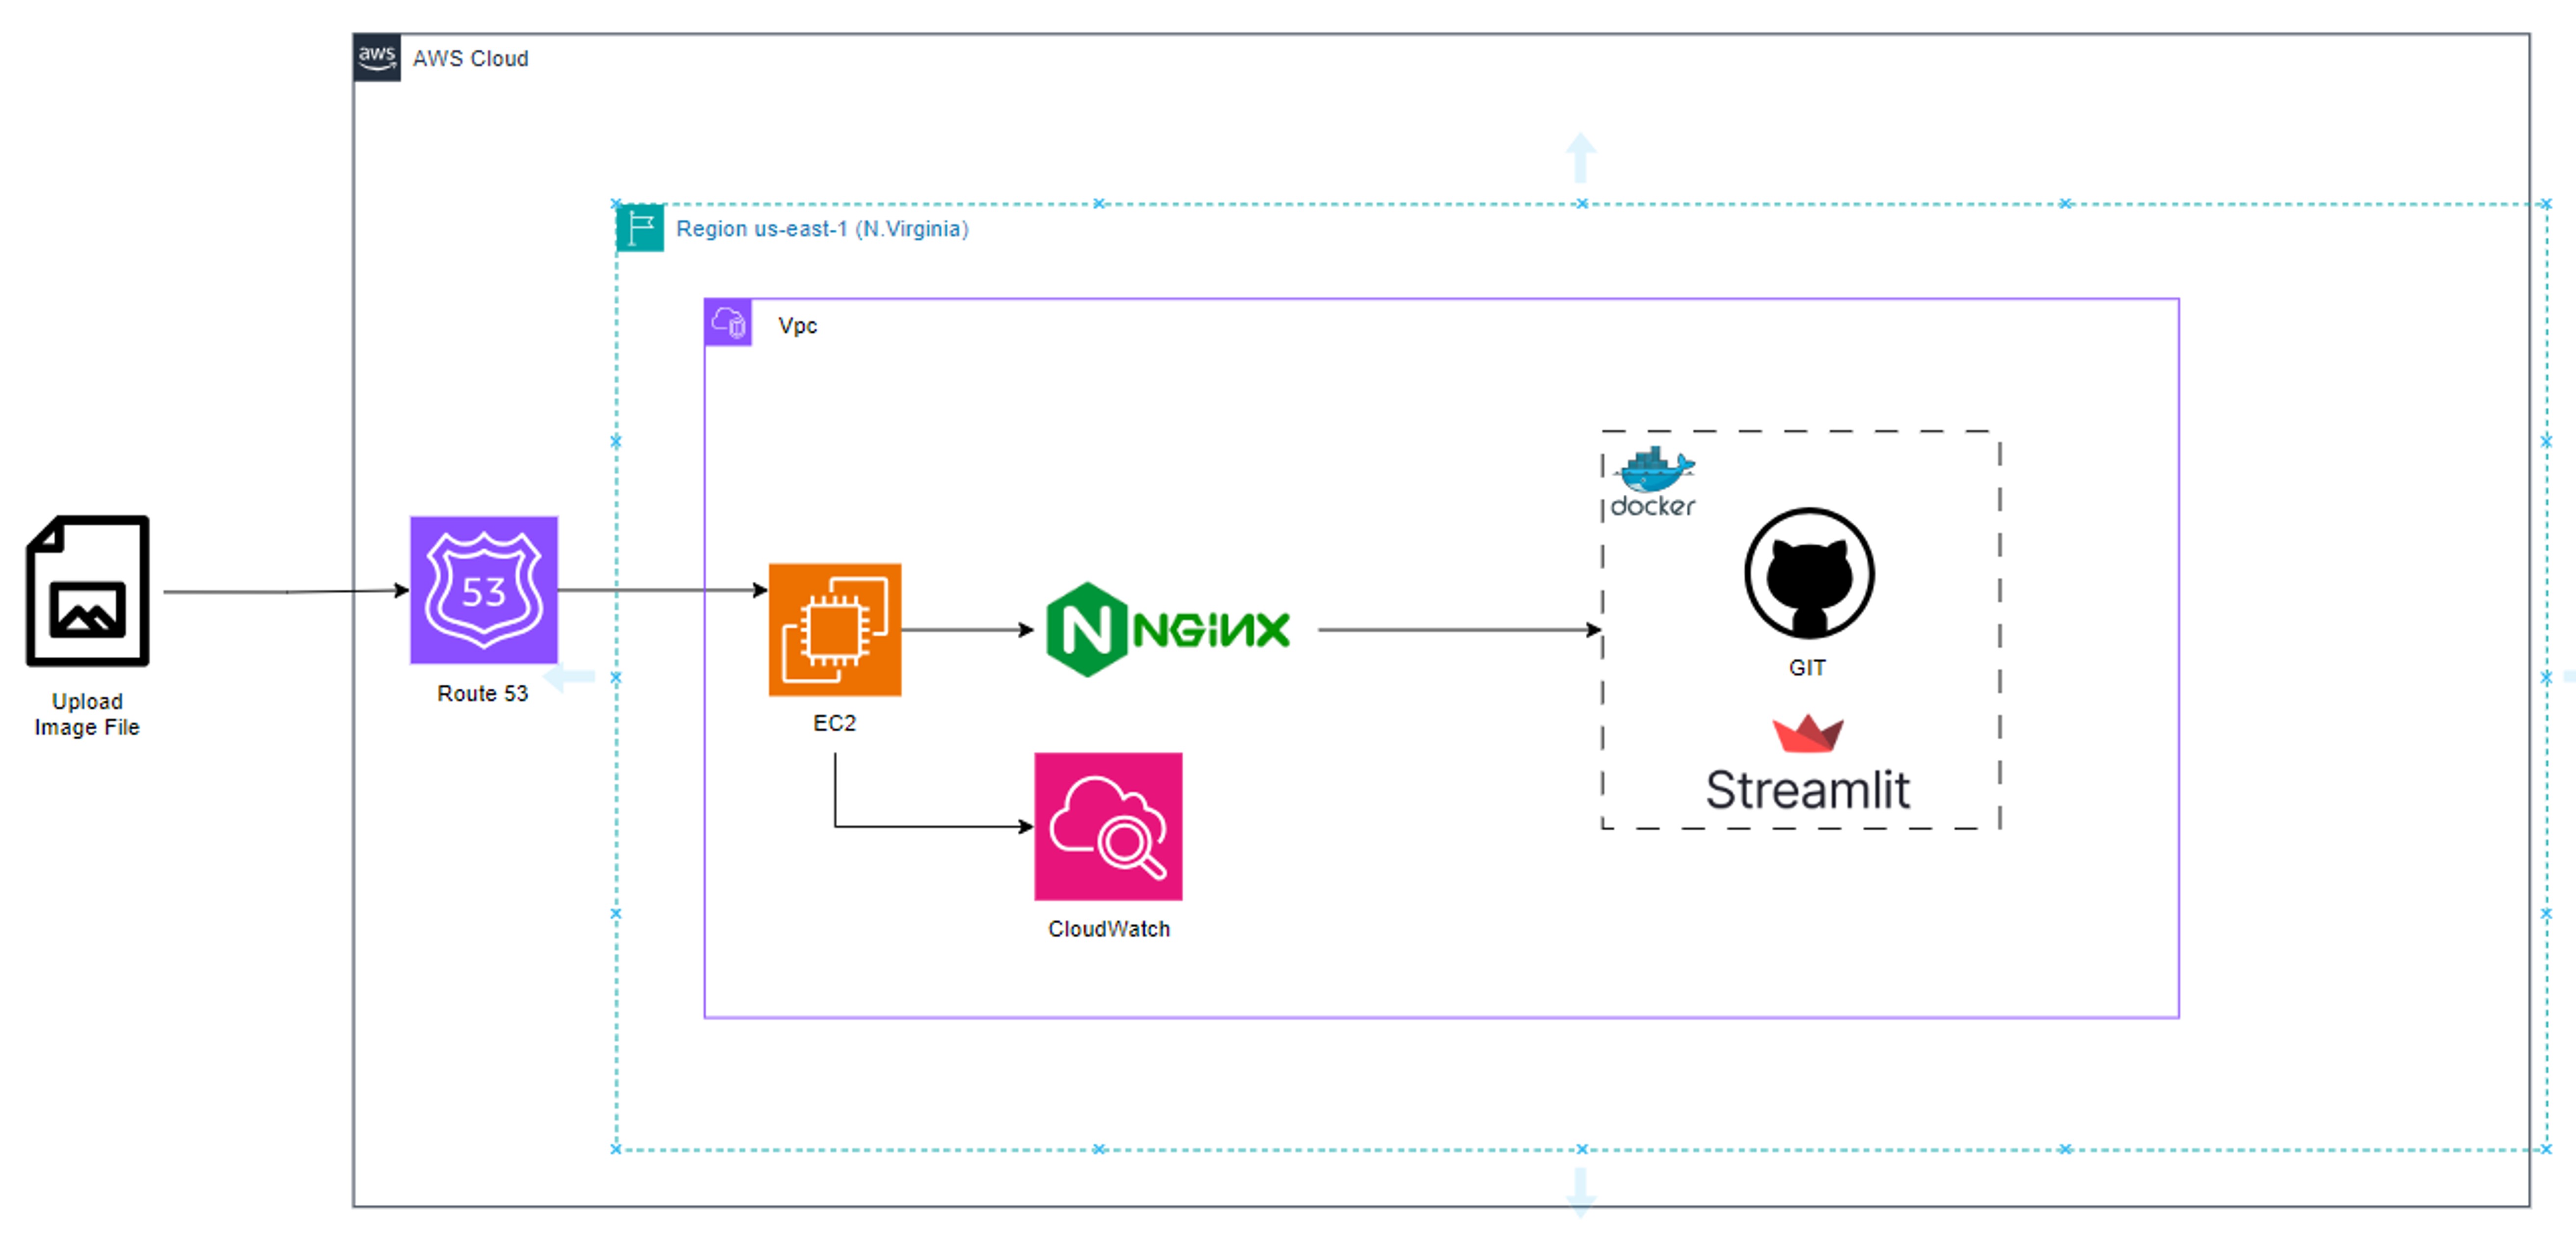 aws
AWS Cloud
Region us-east-1 (N.Virginia)
Vpc
docker
53
N NGINX
GIT
Upload
Image File
Route 53
EC2
Streamlit
CloudWatch